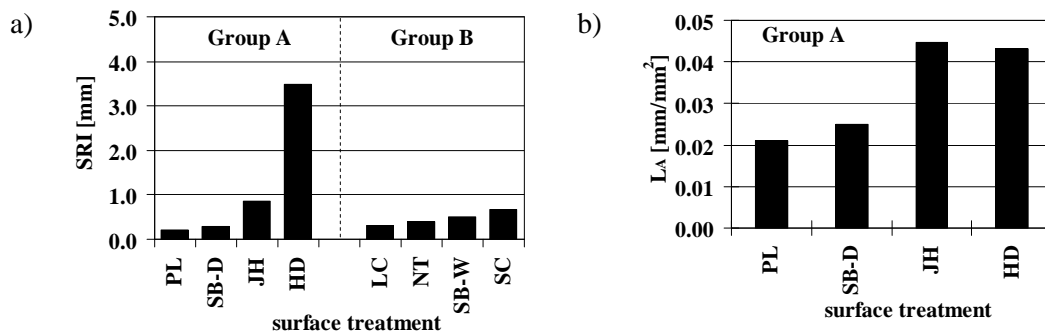 a)
5.0
4.0
3.0
2.0
1.0
0.0
SRI [mm]
Group A
Group B
PL
SB-D
JH
HD
LC
NT
SB-W
SC
surface treatment
b)
0.05
0.04
0.03
0.02
0.01
0.00
LA [mm/mm²]
Group A
PL
SB-D
JH
HD
surface treatment